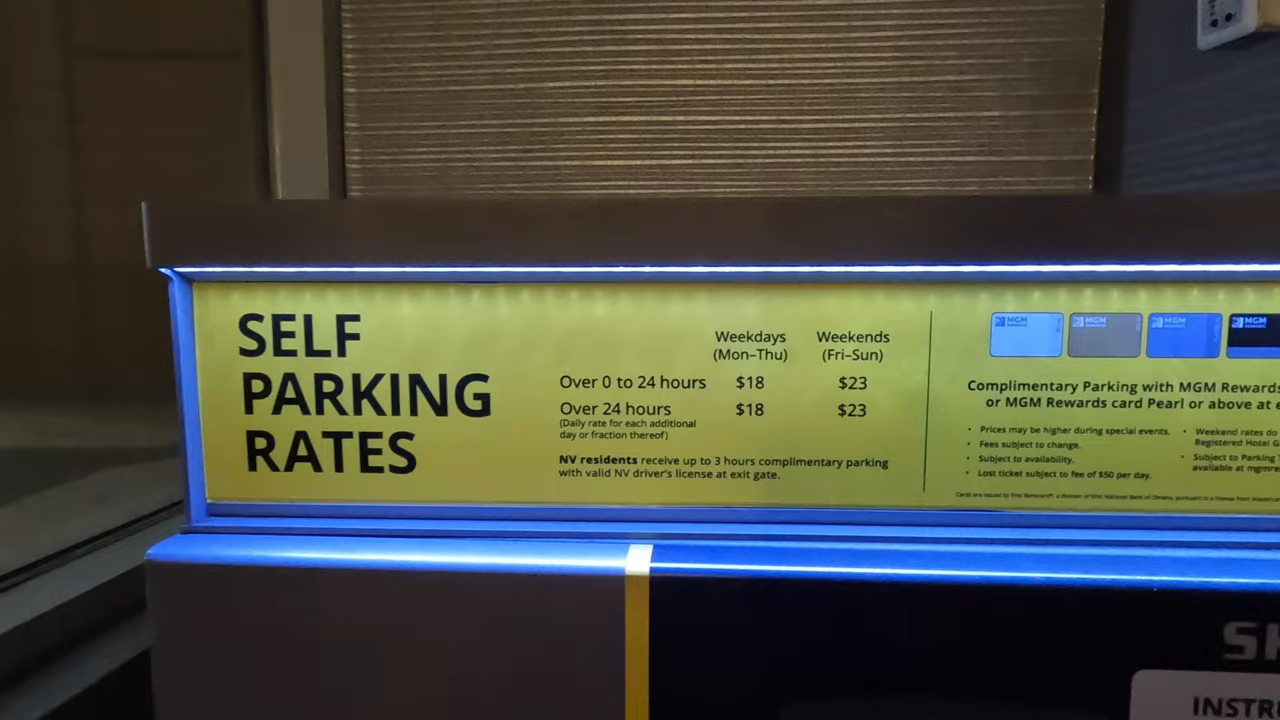 SELF
PARKING
RATES
Weekdays Weekends
(Mon–Thu) (Fri–Sun)
Over 0 to 24 hours $18 $23
Over 24 hours $18 $23
(Daily rate for each additional
day or fraction thereof)
NV residents receive up to 3 hours complimentary parking
with valid NV driver's license at exit gate.
MGM MGM MGM MGM
Complimentary Parking with MGM Rewards
or MGM Rewards card Pearl or above at
• Prices may be higher during special events.
• Fees subject to change.
• Subject to availability.
• Lost ticket subject to fee of $50 per day.
• Weekend rates do
Registered Hotel G
• Subject to Parking T
available at mgmre
INSTR